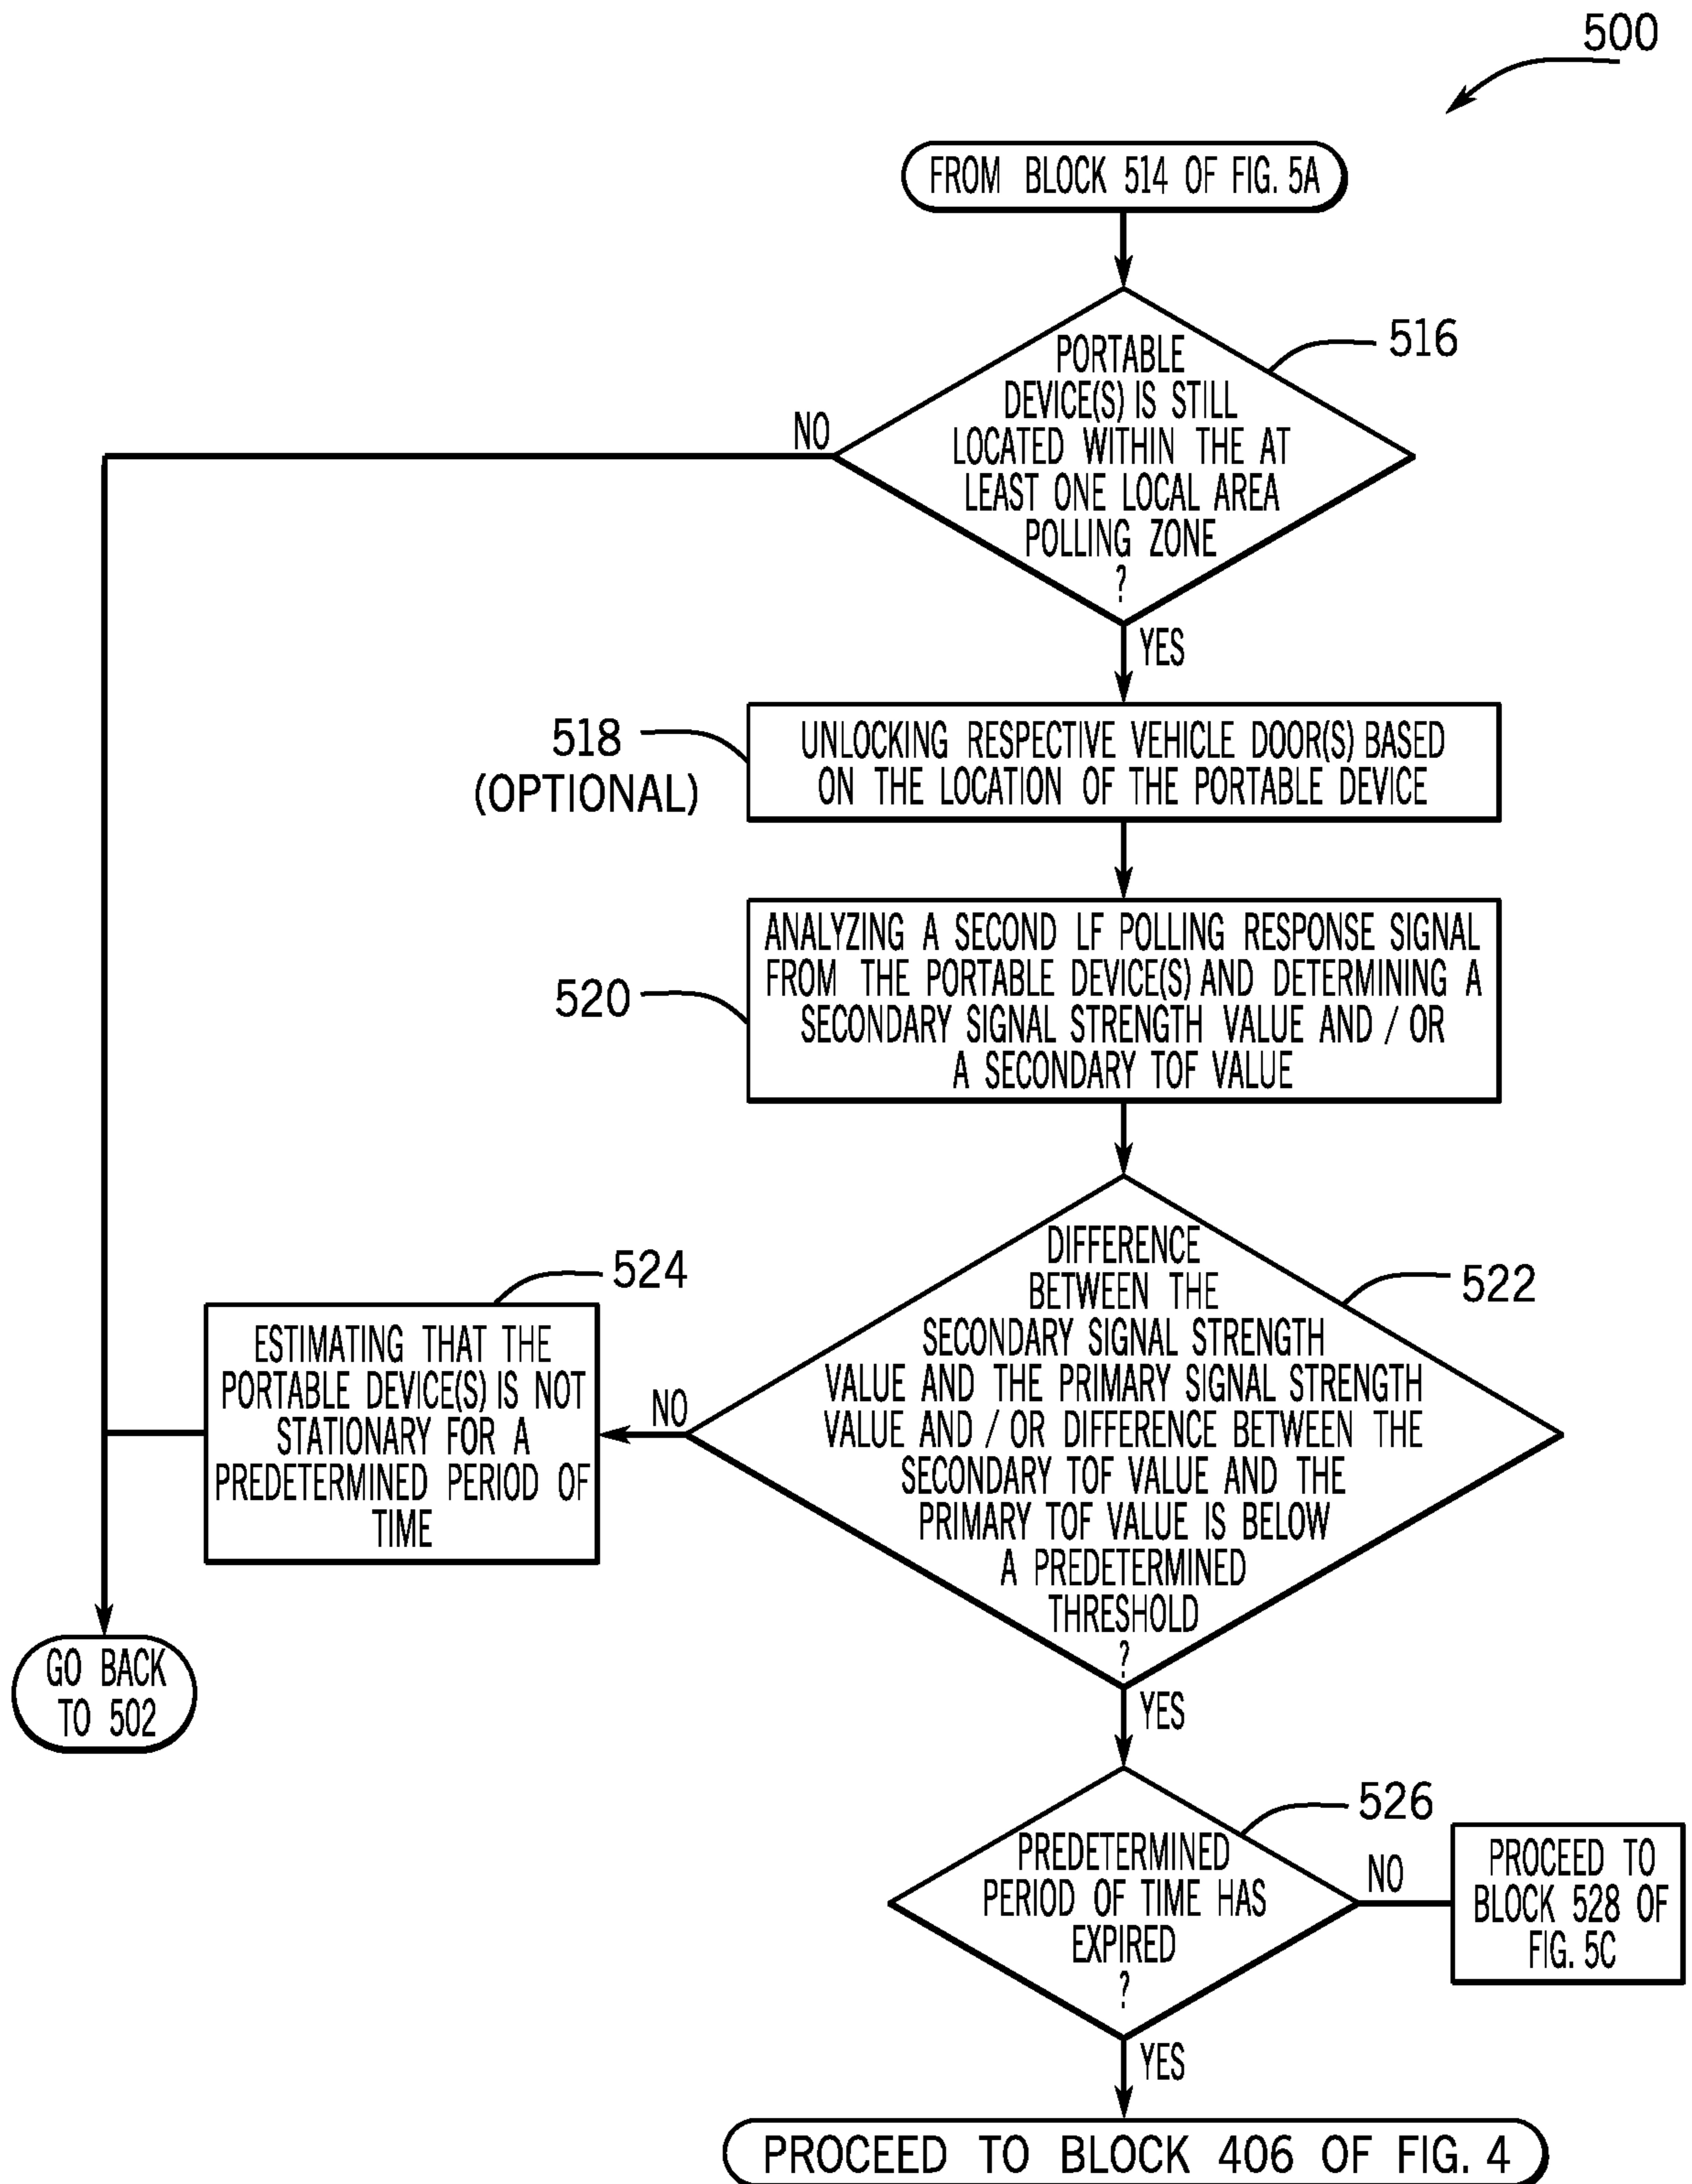 500
FROM BLOCK 514 OF FIG. 5A
516
PORTABLE
DEVICE(S) IS STILL
LOCATED WITHIN THE AT
LEAST ONE LOCAL AREA
POLLING ZONE
?
NO
YES
518
(OPTIONAL)
UNLOCKING RESPECTIVE VEHICLE DOOR(S) BASED
ON THE LOCATION OF THE PORTABLE DEVICE
520
ANALYZING A SECOND LF POLLING RESPONSE SIGNAL
FROM THE PORTABLE DEVICE(S) AND DETERMINING A
SECONDARY SIGNAL STRENGTH VALUE AND / OR
A SECONDARY TOF VALUE
522
DIFFERENCE
BETWEEN THE
SECONDARY SIGNAL STRENGTH
VALUE AND THE PRIMARY SIGNAL STRENGTH
VALUE AND / OR DIFFERENCE BETWEEN THE
SECONDARY TOF VALUE AND THE
PRIMARY TOF VALUE IS BELOW
A PREDETERMINED
THRESHOLD
?
NO
524
ESTIMATING THAT THE
PORTABLE DEVICE(S) IS NOT
STATIONARY FOR A
PREDETERMINED PERIOD OF
TIME
GO BACK
TO 502
YES
526
PREDETERMINED
PERIOD OF TIME HAS
EXPIRED
?
NO
PROCEED TO
BLOCK 528 OF
FIG. 5C
YES
PROCEED TO BLOCK 406 OF FIG. 4